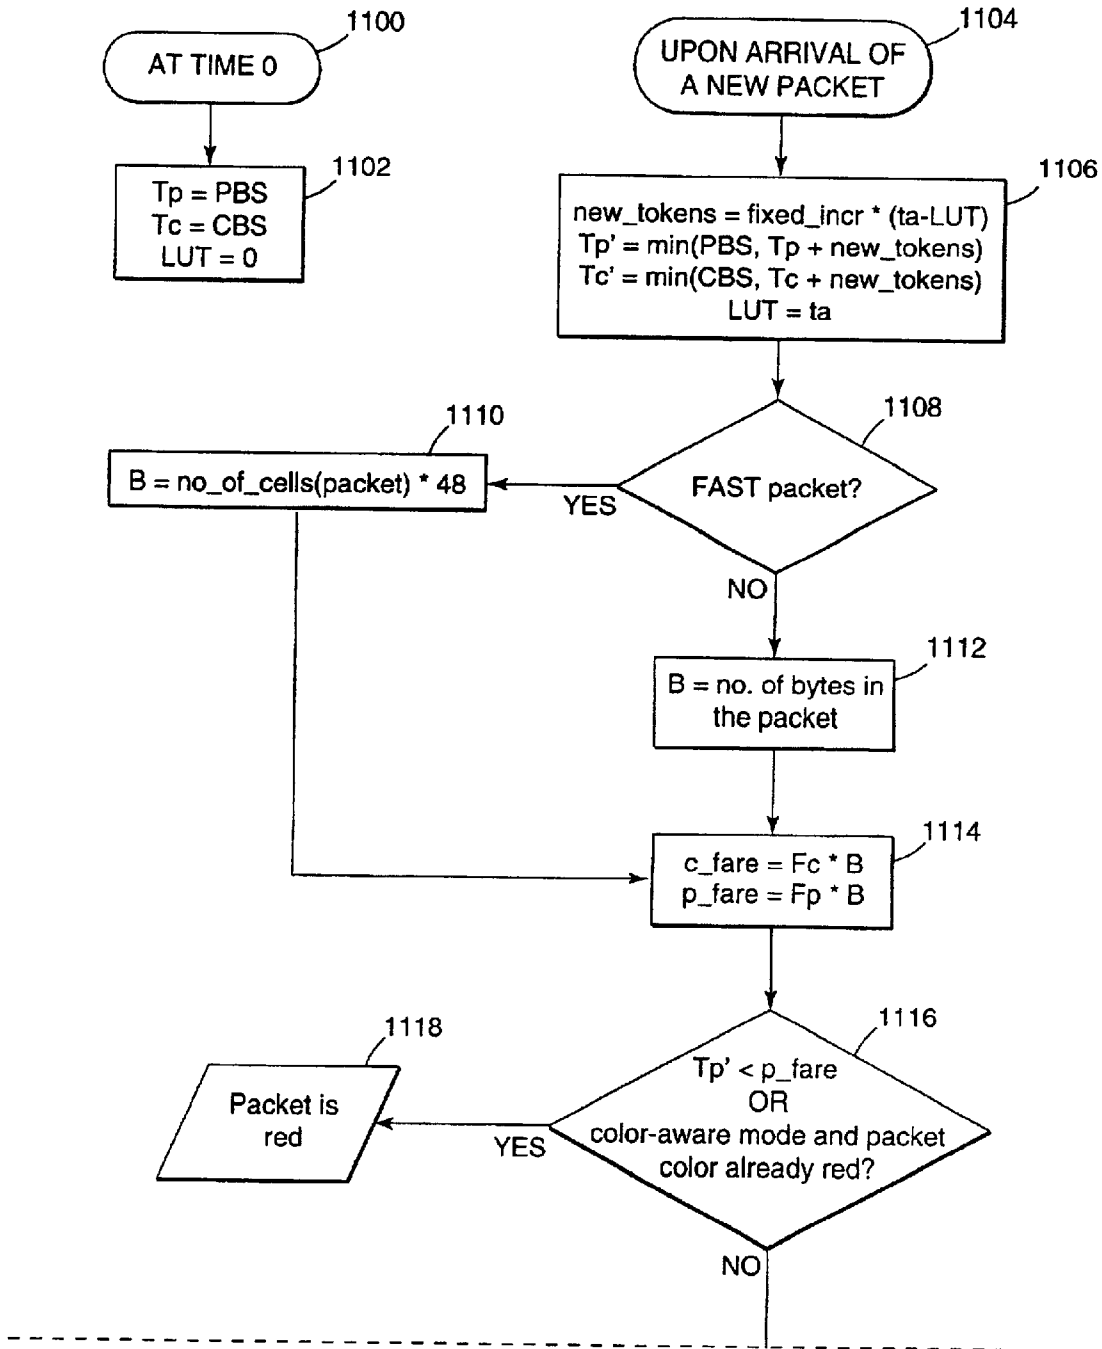 1100
AT TIME 0
1102
Tp = PBS
Tc = CBS
LUT = 0
1104
UPON ARRIVAL OF
A NEW PACKET
1106
new_tokens = fixed_incr * (ta-LUT)
Tp' = min(PBS, Tp + new_tokens)
Tc' = min(CBS, Tc + new_tokens)
LUT = ta
1108
FAST packet?
YES
1110
B = no_of_cells(packet) * 48
NO
1112
B = no. of bytes in
the packet
1114
c_fare = Fc * B
p_fare = Fp * B
1116
Tp' < p_fare
OR
color-aware mode and packet
color already red?
YES
1118
Packet is
red
NO